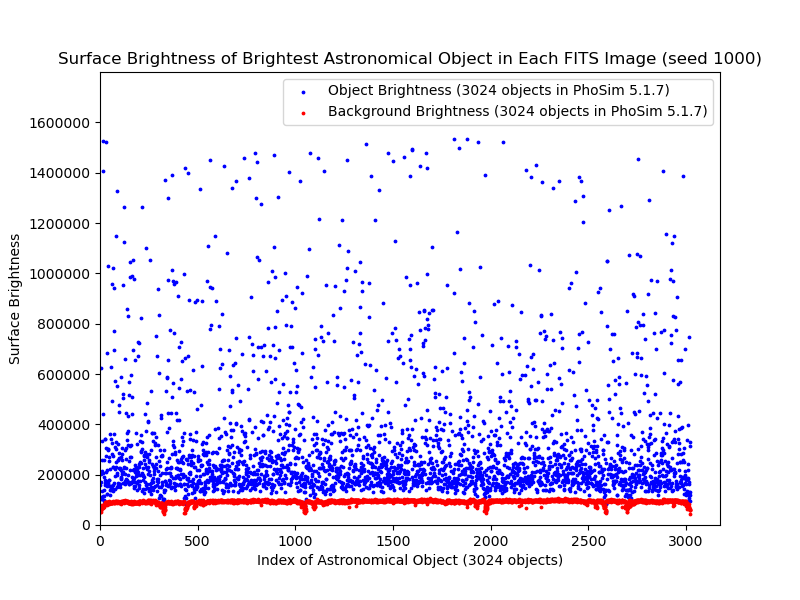 Surface Brightness of Brightest Astronomical Object in Each FITS Image (seed 1000)
Object Brightness (3024 objects in PhoSim 5.1.7)
Background Brightness (3024 objects in PhoSim 5.1.7)
1600000
1400000
1200000
1000000
800000
600000
400000
200000
0
Surface Brightness
0 500 1000 1500 2000 2500 3000
Index of Astronomical Object (3024 objects)